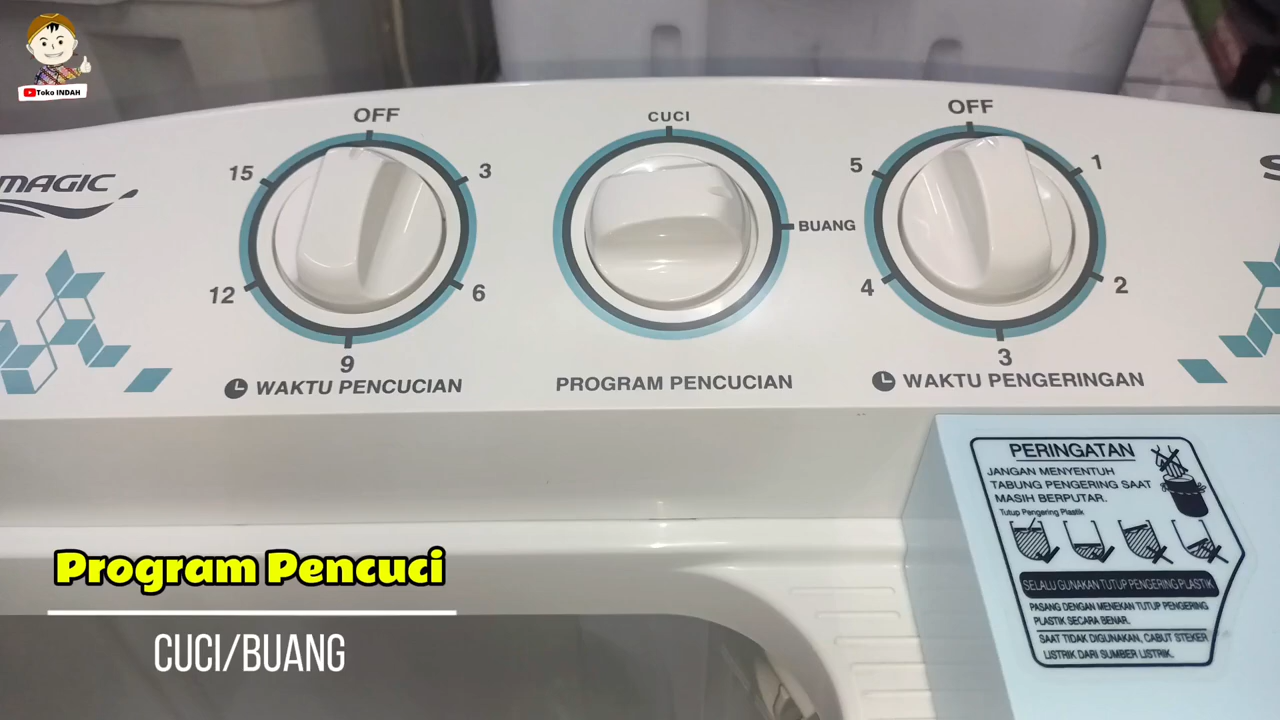 Toko INDAH
OFF
3
6
9
12
15
WAKTU PENCUCIAN
CUCI
BUANG
PROGRAM PENCUCIAN
OFF
1
2
3
4
5
WAKTU PENGERINGAN
MAGIC
S
PERINGATAN
JANGAN MENYENTUH
TABUNG PENGERING SAAT
MASIH BERPUTAR.
Tutup Pengering Plastik
SELALU GUNAKAN TUTUP PENGERING PLASTIK
PASANG DENGAN MENEKAN TUTUP PENGERING
PLASTIK SECARA BENAR.
SAAT TIDAK DIGUNAKAN, CABUT STEKER
LISTRIK DARI SUMBER LISTRIK.
Program Pencuci
CUCI/BUANG